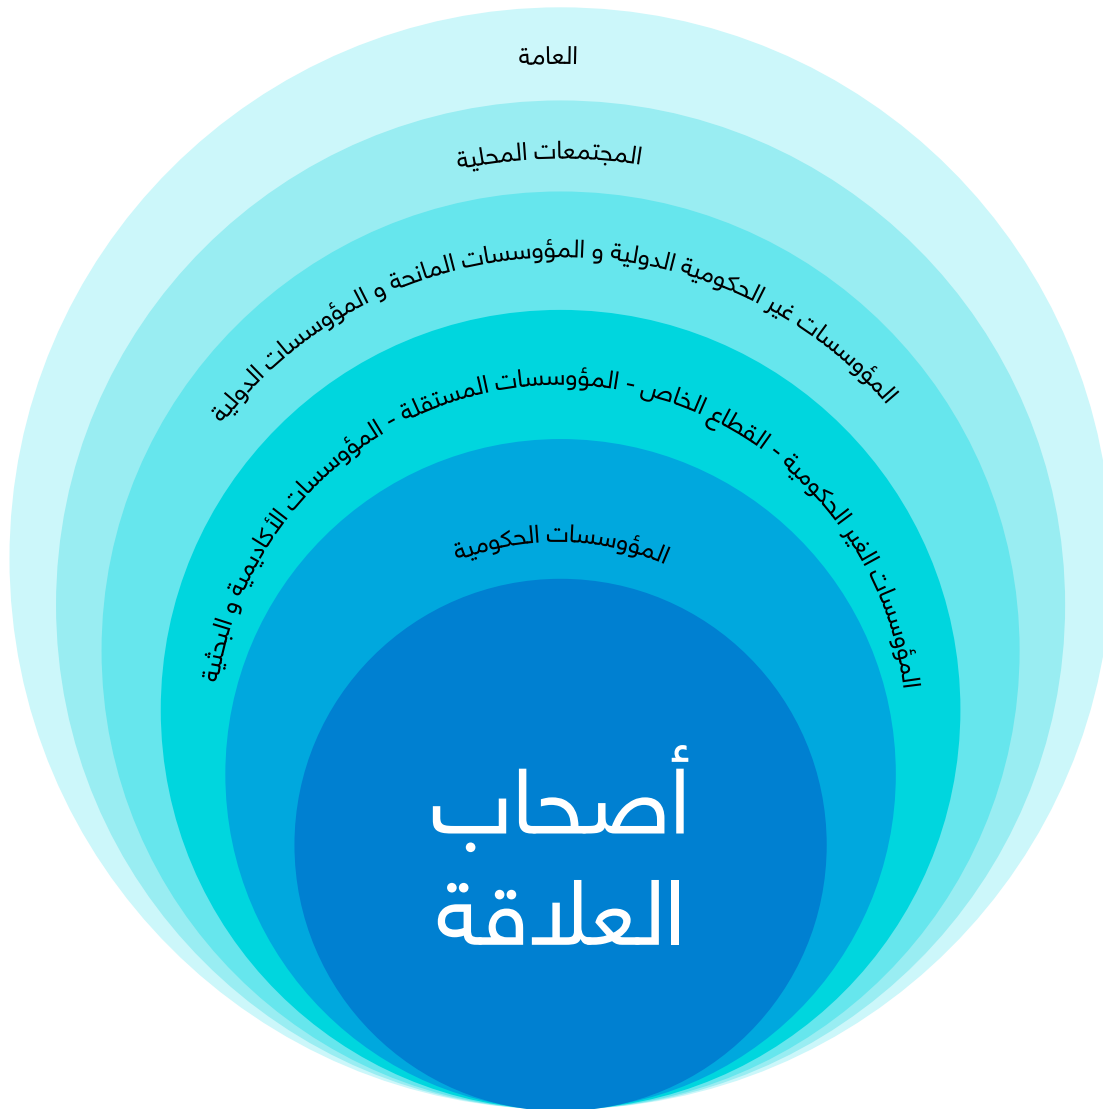 العامة
المجتمعات المحلية
المؤوسسات غير الحكومية الدولية و المؤوسسات المانحة و المؤوسسات الدولية
المؤوسسات الغير الحكومية - القطاع الخاص - المؤوسسات المستقلة - المؤوسسات الأكاديمية و البحثية
المؤوسسات الحكومية
أصحاب
العلاقة